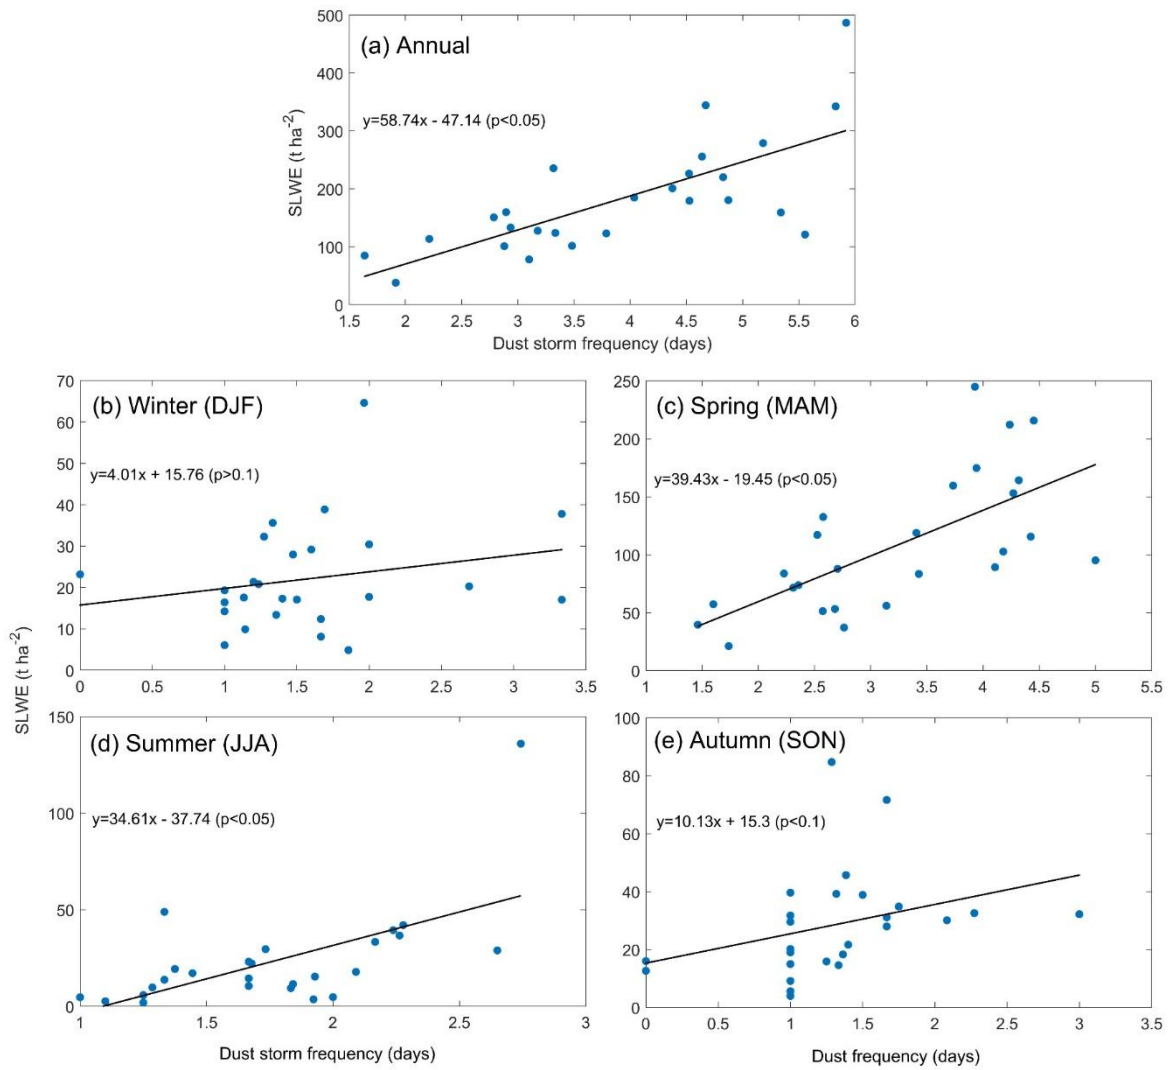 (a) Annual
y=58.74x - 47.14 (p<0.05)
SLWE (t ha⁻²)
500
400
300
200
100
0
1.5 2 2.5 3 3.5 4 4.5 5 5.5 6
Dust storm frequency (days)
(b) Winter (DJF)
y=4.01x + 15.76 (p>0.1)
70
60
50
40
30
20
10
0
0 0.5 1 1.5 2 2.5 3 3.5
(c) Spring (MAM)
y=39.43x - 19.45 (p<0.05)
250
200
150
100
50
0
1 1.5 2 2.5 3 3.5 4 4.5 5 5.5
SLWE (t ha⁻²)
(d) Summer (JJA)
y=34.61x - 37.74 (p<0.05)
150
100
50
0
1 1.5 2 2.5 3
Dust storm frequency (days)
(e) Autumn (SON)
y=10.13x + 15.3 (p<0.1)
100
80
60
40
20
0
0 0.5 1 1.5 2 2.5 3 3.5
Dust frequency (days)